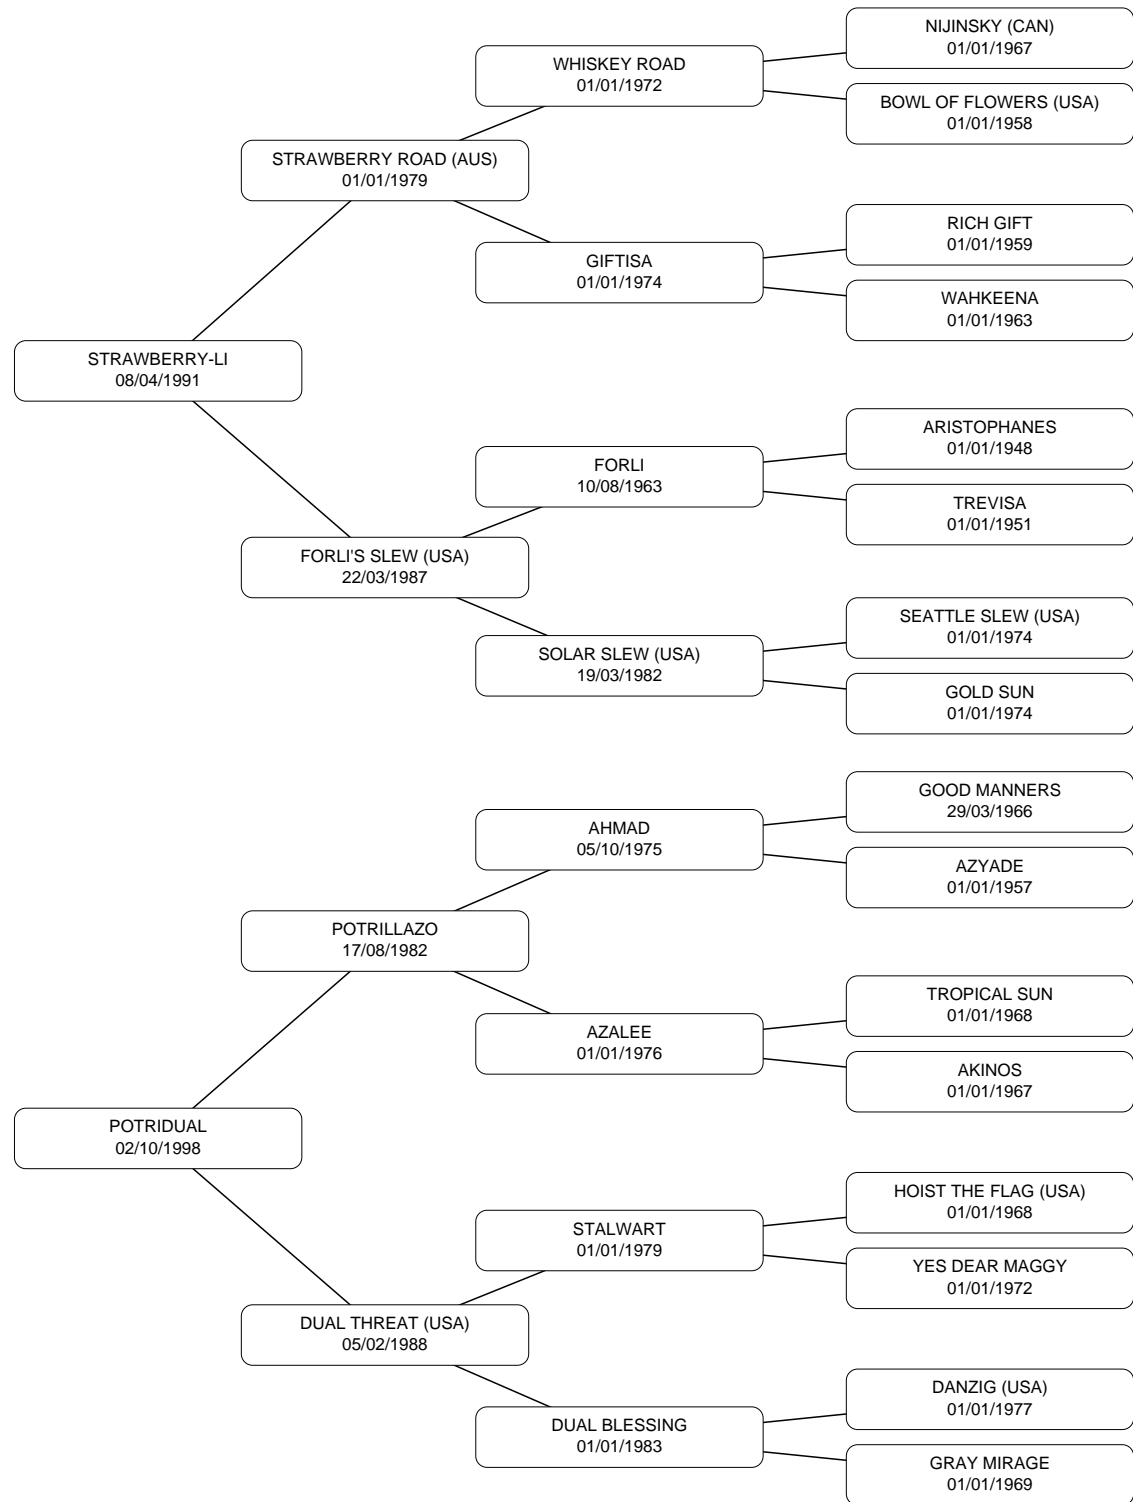 NIJINSKY (CAN)
01/01/1967
WHISKEY ROAD
01/01/1972
BOWL OF FLOWERS (USA)
01/01/1958
STRAWBERRY ROAD (AUS)
01/01/1979
RICH GIFT
01/01/1959
GIFTISA
01/01/1974
WAHKEENA
01/01/1963
STRAWBERRY-LI
08/04/1991
ARISTOPHANES
01/01/1948
FORLI
10/08/1963
TREVISA
01/01/1951
FORLI'S SLEW (USA)
22/03/1987
SEATTLE SLEW (USA)
01/01/1974
SOLAR SLEW (USA)
19/03/1982
GOLD SUN
01/01/1974
GOOD MANNERS
29/03/1966
AHMAD
05/10/1975
AZYADE
01/01/1957
POTRILLAZO
17/08/1982
TROPICAL SUN
01/01/1968
AZALEE
01/01/1976
AKINOS
01/01/1967
POTRIDUAL
02/10/1998
HOIST THE FLAG (USA)
01/01/1968
STALWART
01/01/1979
YES DEAR MAGGY
01/01/1972
DUAL THREAT (USA)
05/02/1988
DANZIG (USA)
01/01/1977
DUAL BLESSING
01/01/1983
GRAY MIRAGE
01/01/1969